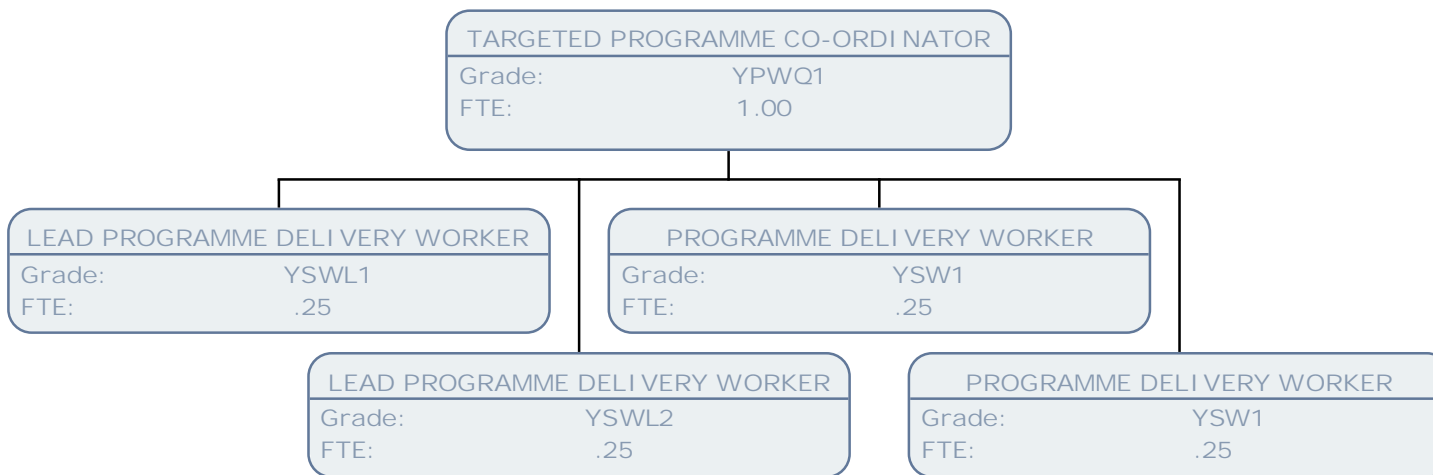 TARGETED PROGRAMME CO-ORDINATOR
Grade: YPWQ1
FTE: 1.00
LEAD PROGRAMME DELIVERY WORKER
Grade: YSWL1
FTE: .25
PROGRAMME DELIVERY WORKER
Grade: YSW1
FTE: .25
LEAD PROGRAMME DELIVERY WORKER
Grade: YSWL2
FTE: .25
PROGRAMME DELIVERY WORKER
Grade: YSW1
FTE: .25